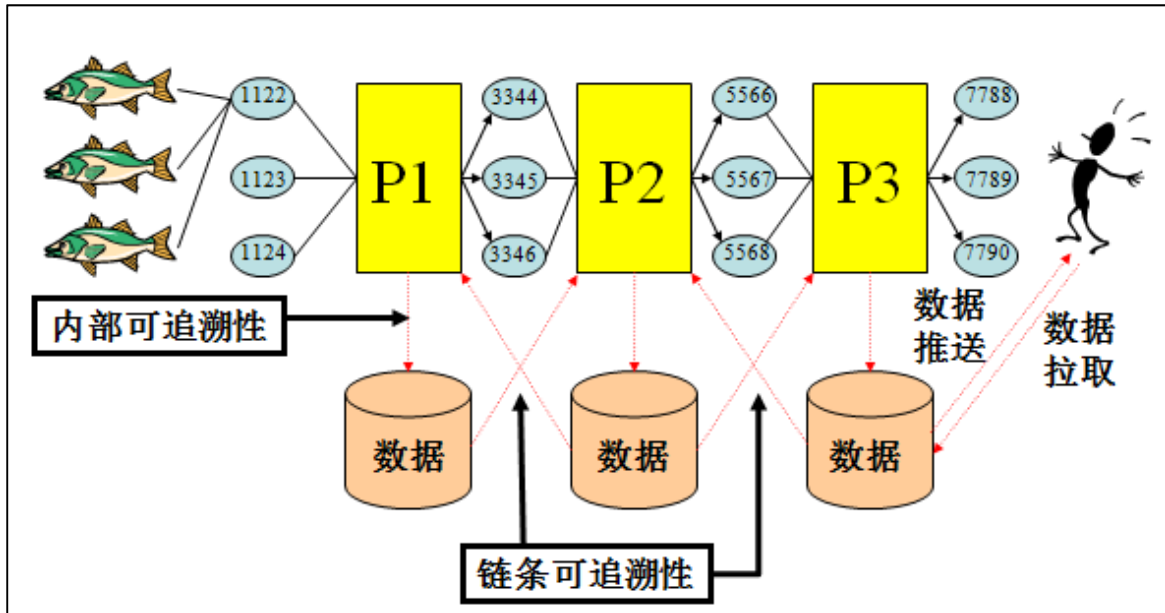 1122
3344
5566
7788
P1
P2
P3
1123
3345
5567
7789
1124
3346
5568
7790
内部可追溯性
数据
推送
数据
拉取
数据
数据
数据
链条可追溯性